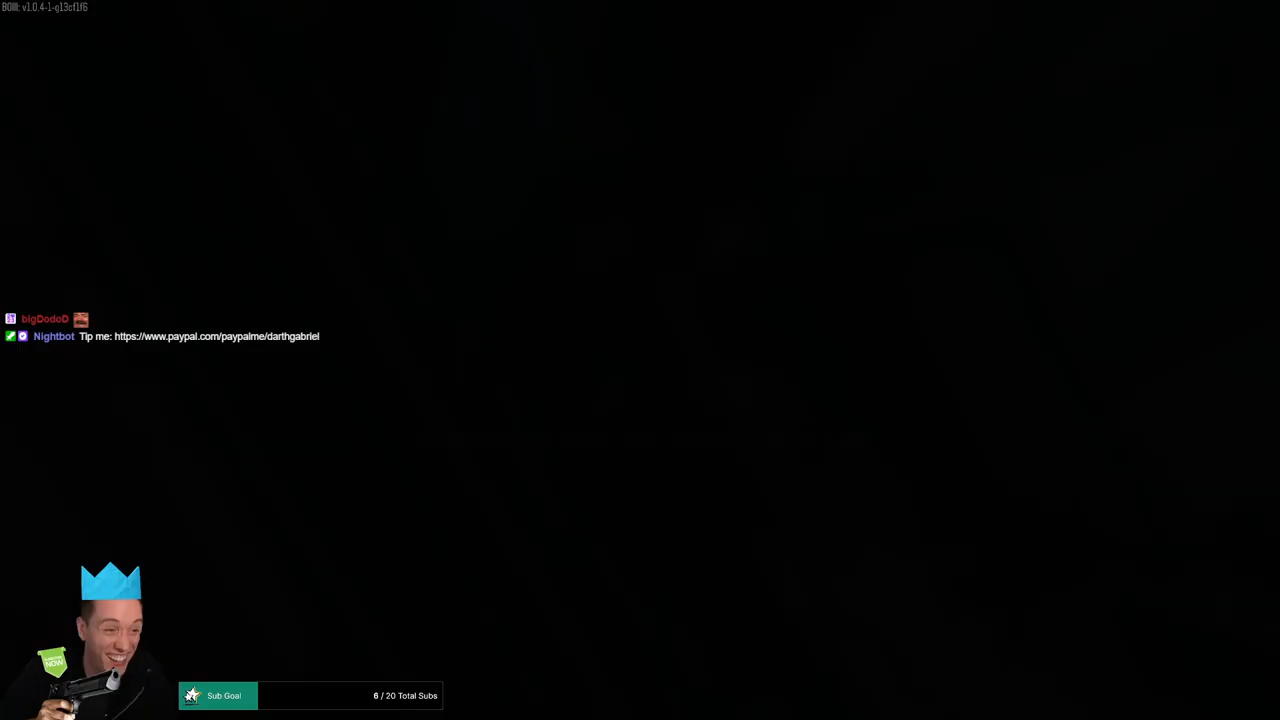 BOIII: v1.0.4-1-g13cf1f6
bigDodoD
Nightbot Tip me: https://www.paypal.com/paypalme/darthgabriel
NOW
Sub Goal
6 / 20 Total Subs